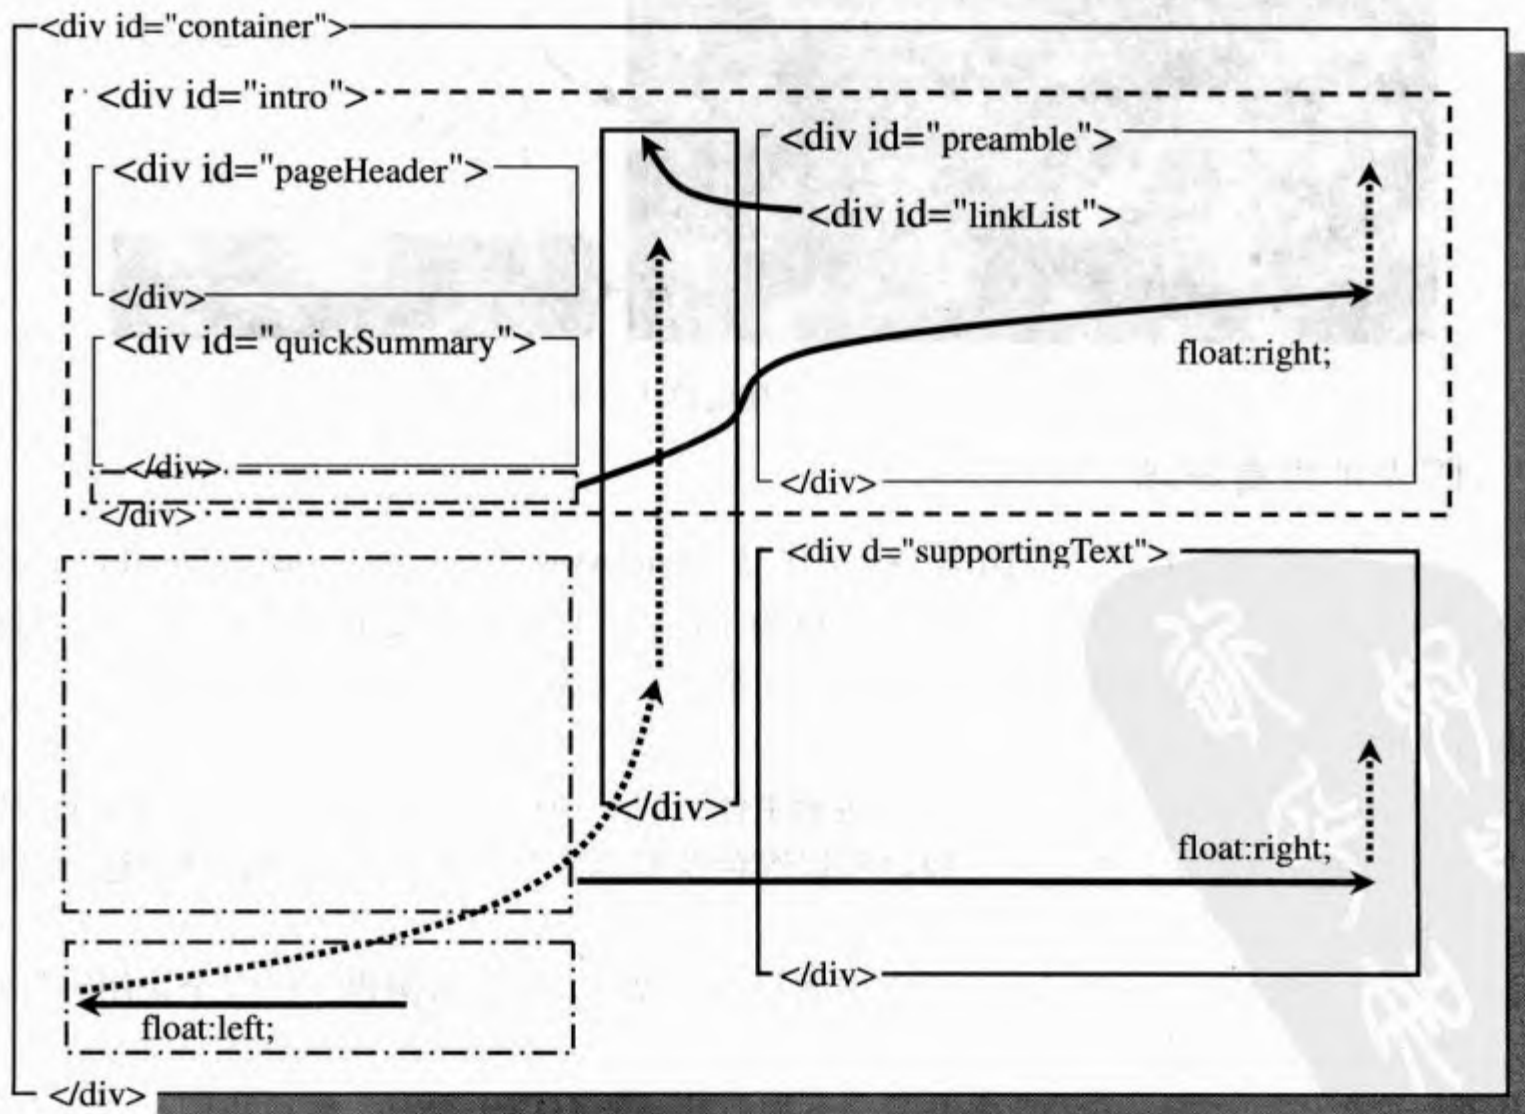 <div id="container">
<div id="intro">
<div id="pageHeader">
</div>
<div id="quickSummary">
</div>
</div>
<div id="preamble">
<div id="linkList">
float:right;
</div>
<div d="supportingText">
</div>
float:right;
</div>
float:left;
</div>